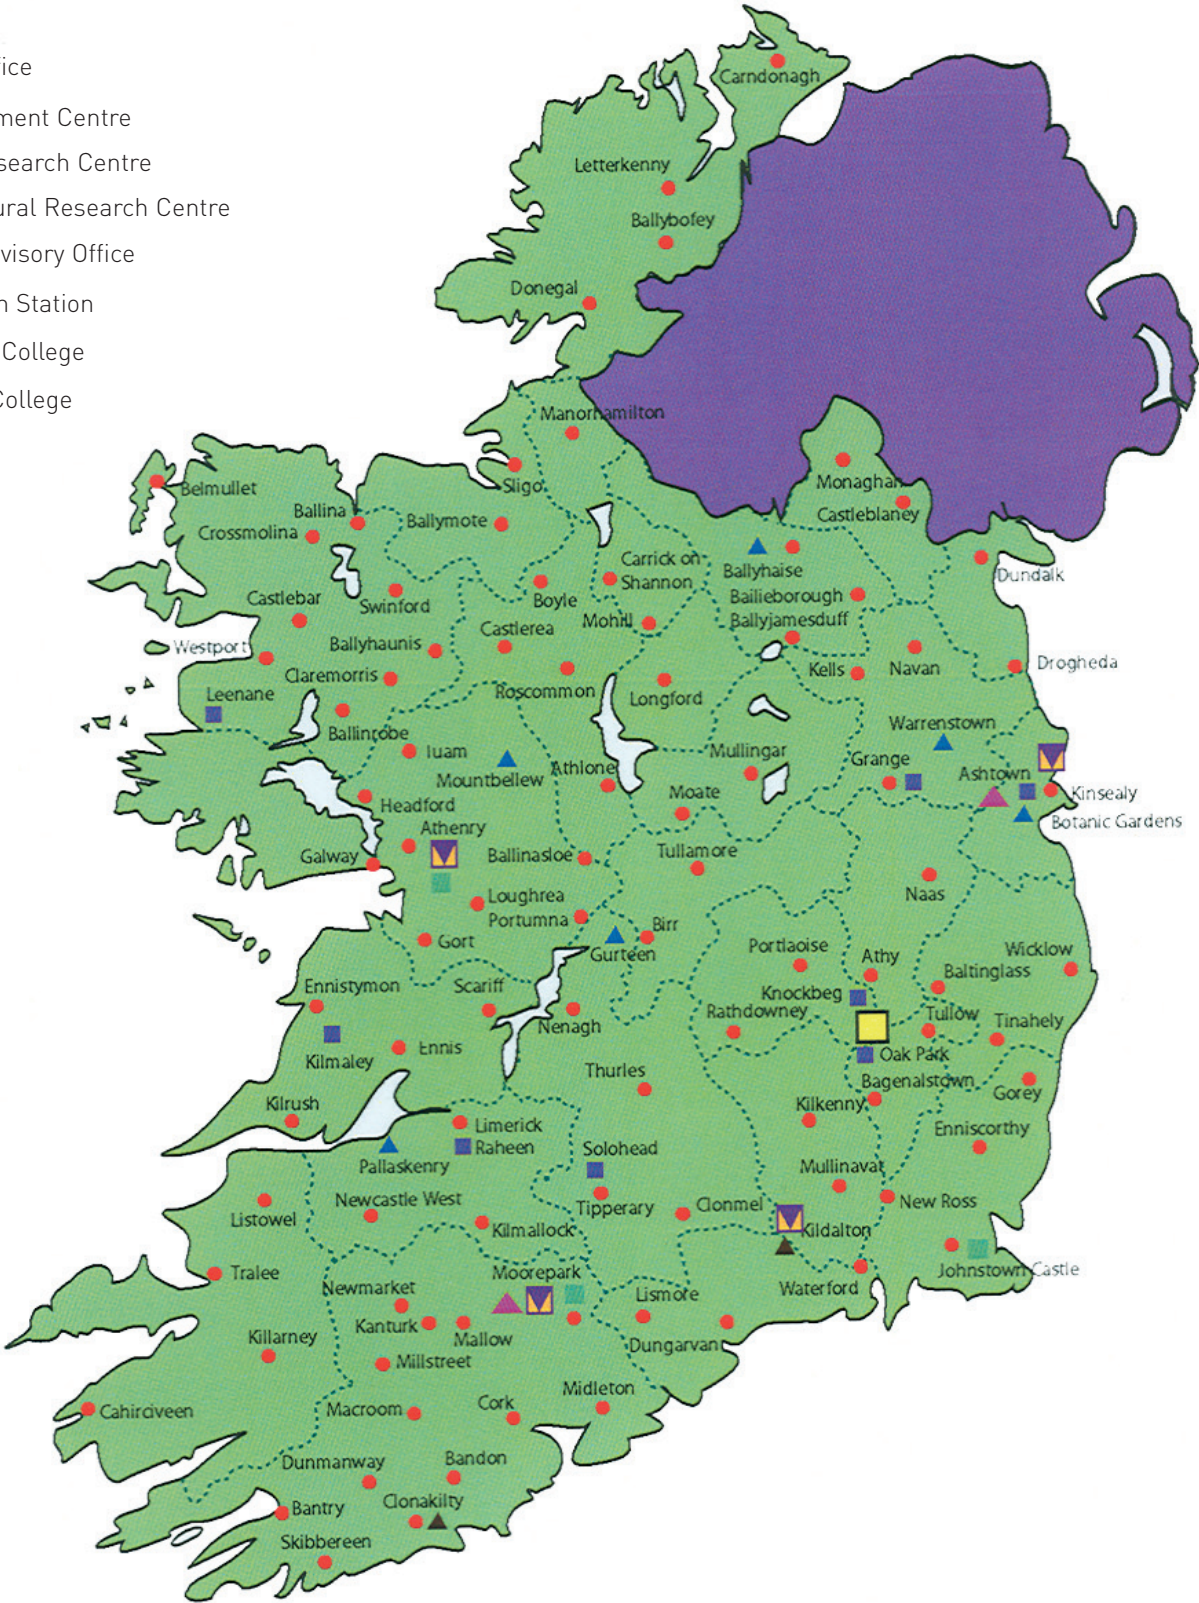 fice
ment Centre
search Centre
ural Research Centre
visory Office
n Station
College
College
Carndonagh
Letterkenny
Ballybofey
Donegal
Manorhamilton
Sligo
Belmullet
Ballina
Crossmolina
Ballymote
Monaghan
Castleblaney
Carrick on
Shannon
Ballyhaise
Dundalk
Castlebar
Swinford
Boyle
Bailieborough
Mohill
Ballyjamesduff
Westport
Ballyhaunis
Castlerea
Claremorris
Roscommon
Longford
Kells
Navan
Drogheda
Leenane
Ballinrobe
Tuam
Mountbellew
Athlone
Mullingar
Warrenstown
Grange
Ashtown
Kinsealy
Botanic Gardens
Headford
Moate
Athenry
Galway
Ballinasloe
Tullamore
Naas
Loughrea
Portumna
Gort
Birr
Gurteen
Portlaoise
Athy
Wicklow
Baltinglass
Ennistymon
Scariff
Nenagh
Knockbeg
Rathdowney
Tullow
Tinahely
Kilmaley
Ennis
Oak Park
Thurles
Bagenalstown
Gorey
Kilrush
Kilkenny
Limerick
Raheen
Enniscorthy
Pallaskenry
Solohead
Mullinavat
Listowel
Newcastle West
Tipperary
Clonmel
New Ross
Kilmallock
Kildalton
Tralee
Johnstown Castle
Newmarket
Moorepark
Waterford
Lismore
Kanturk
Mallow
Killarney
Dungarvan
Millstreet
Midleton
Cahirciveen
Macroom
Cork
Dunmanway
Bandon
Clonakilty
Bantry
Skibbereen